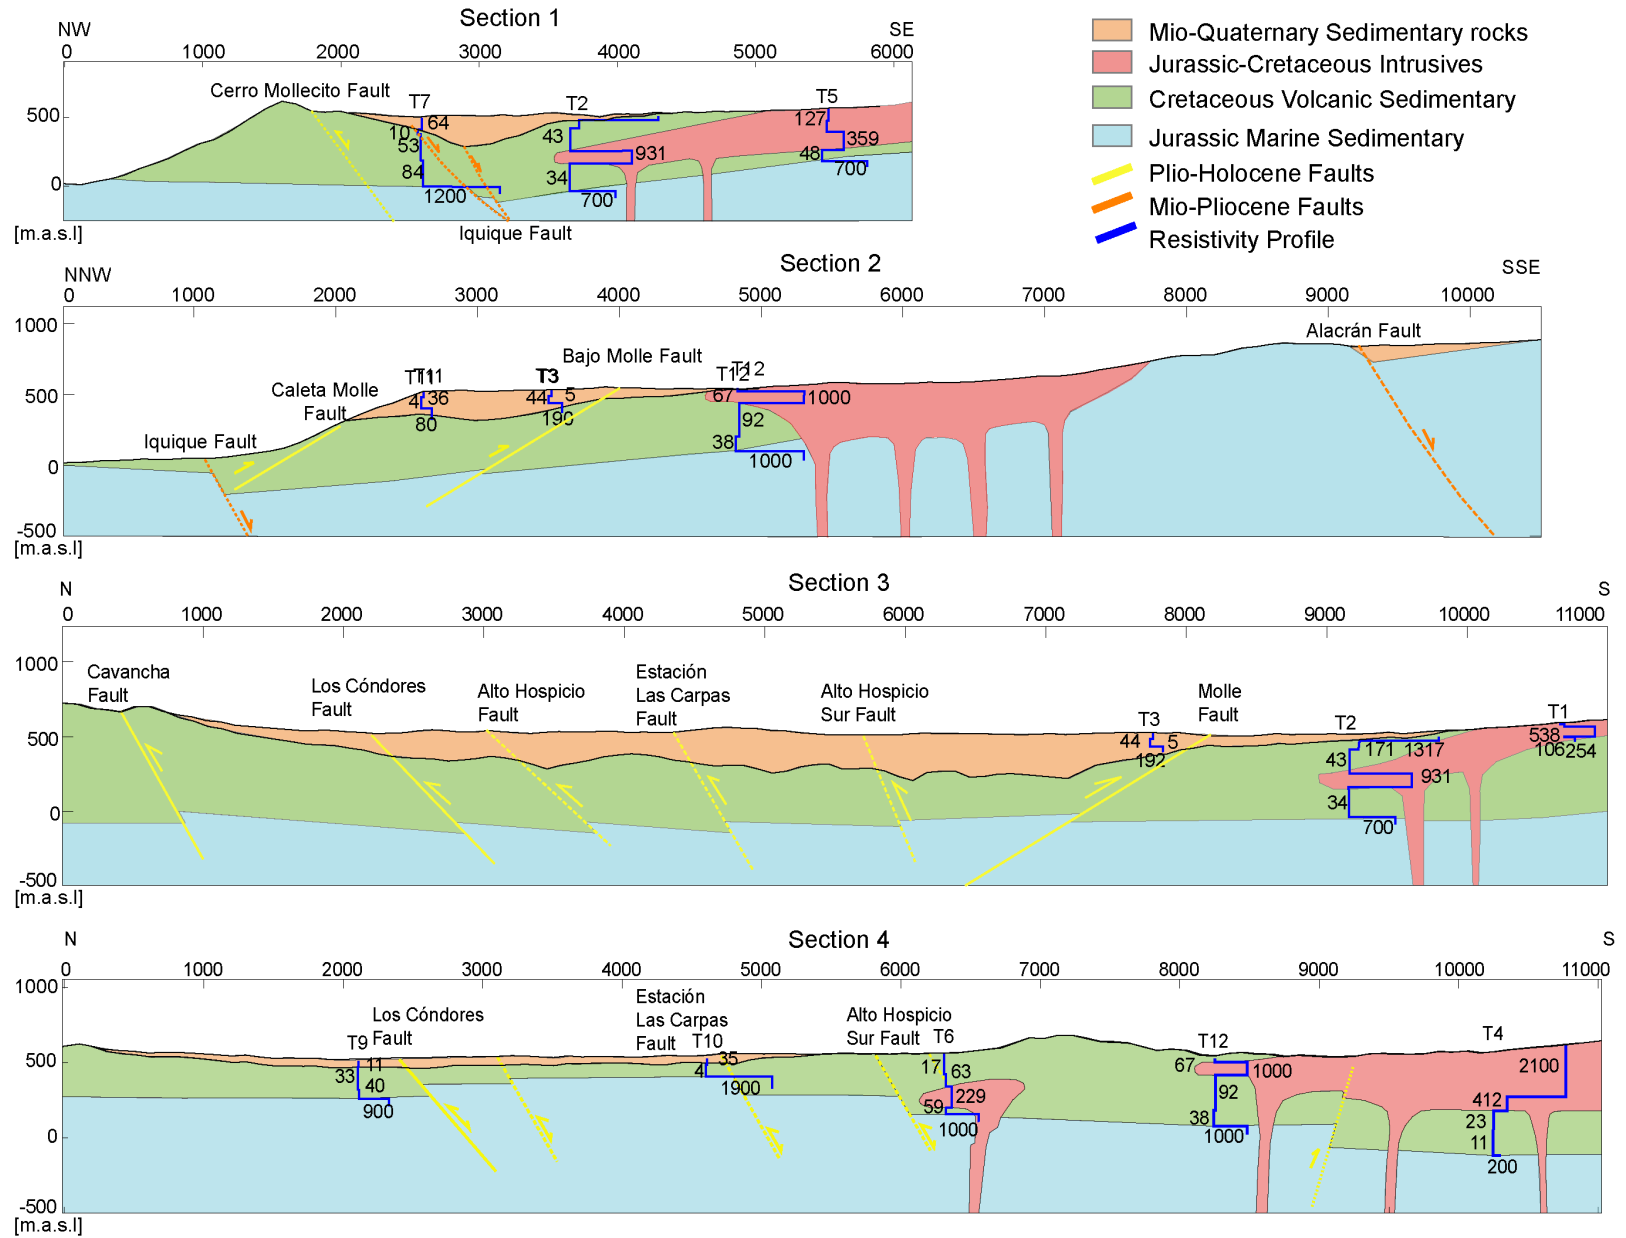 Section 1
NW
SE
0 1000 2000 3000 4000 5000 6000
Cerro Mollecito Fault
T7
T2
T5
500
0
[m.a.s.l]
64
10
53
84
1200
43
931
34
700
127
359
48
700
Iquique Fault
Mio-Quaternary Sedimentary rocks
Jurassic-Cretaceous Intrusives
Cretaceous Volcanic Sedimentary
Jurassic Marine Sedimentary
Plio-Holocene Faults
Mio-Pliocene Faults
Resistivity Profile
Section 2
NNW
SSE
0 1000 2000 3000 4000 5000 6000 7000 8000 9000 10000
1000
500
0
-500
[m.a.s.l]
Alacrán Fault
Bajo Molle Fault
Caleta Molle
Fault
Iquique Fault
T11
T11
T3
T3
T12
T12
4
36
80
44
5
190
67
1000
92
38
1000
Section 3
N
S
0 1000 2000 3000 4000 5000 6000 7000 8000 9000 10000 11000
1000
500
0
-500
[m.a.s.l]
Cavancha
Fault
Los Cóndores
Fault
Alto Hospicio
Fault
Estación
Las Carpas
Fault
Alto Hospicio
Sur Fault
Molle
Fault
T3
T2
T1
44
5
192
171
1317
43
931
34
700
538
106
254
Section 4
N
S
0 1000 2000 3000 4000 5000 6000 7000 8000 9000 10000 11000
1000
500
0
-500
[m.a.s.l]
Los Cóndores
Fault
Estación
Las Carpas
Fault
Alto Hospicio
Sur Fault
T9
T10
T6
T12
T4
11
33
40
900
35
4
1900
17
63
229
59
1000
67
1000
92
38
1000
2100
412
23
11
200